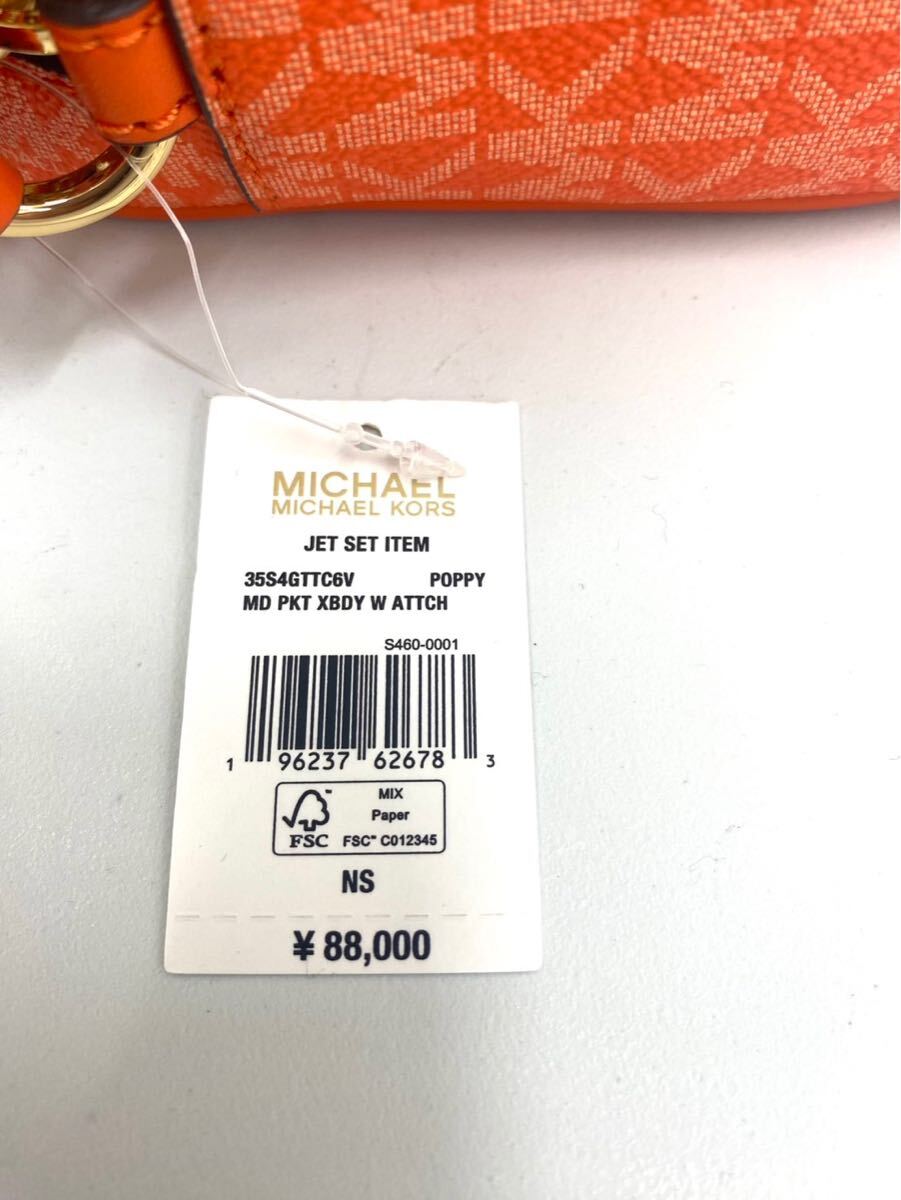 MICHAEL
MICHAEL KORS
JET SET ITEM
35S4GTTC6V POPPY
MD PKT XBDY W ATTCH
S460-0001
1 96237 62678 3
FSC™
MIX
Paper
FSC™ C012345
NS
¥ 88,000